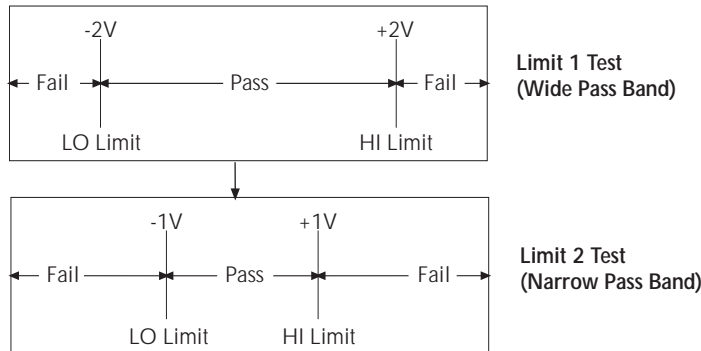 -2V +2V
Fail Pass Fail
LO Limit HI Limit
Limit 1 Test
(Wide Pass Band)
-1V +1V
Fail Pass Fail
LO Limit HI Limit
Limit 2 Test
(Narrow Pass Band)